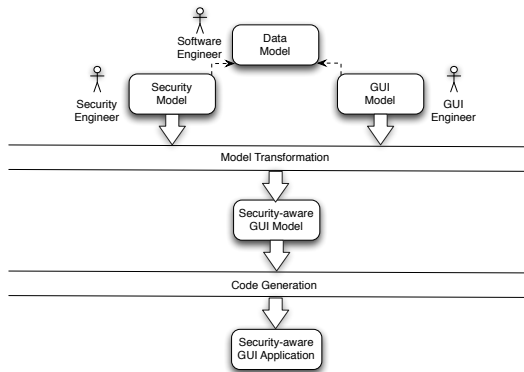 Software
Engineer
Data
Model
Security
Engineer
Security
Model
GUI
Model
GUI
Engineer
Model Transformation
Security-aware
GUI Model
Code Generation
Security-aware
GUI Application